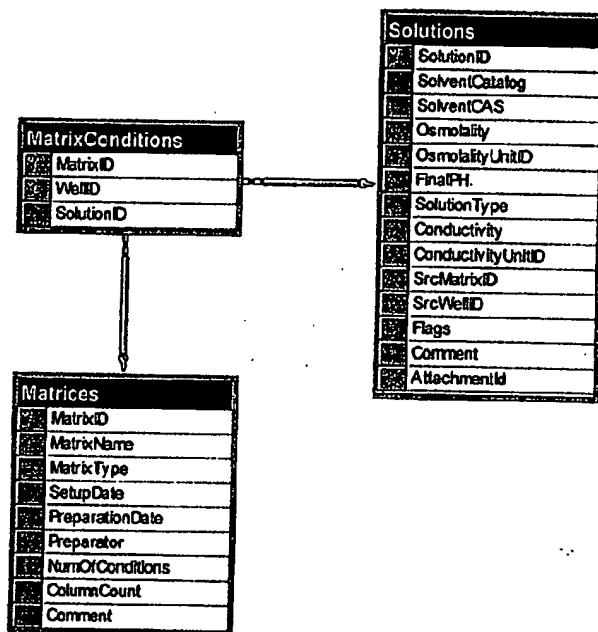 MatrixConditions
MatrixID
WellID
SolutionID
Solutions
SolutionID
SolventCatalog
SolventCAS
Osmolality
OsmolalityUnitID
FinalPH
SolutionType
Conductivity
ConductivityUnitID
SrcMatrixID
SrcWellID
Flags
Comment
AttachmentId
Matrices
MatrixID
MatrixName
MatrixType
SetupDate
PreparationDate
Preparator
NumOfConditions
ColumnCount
Comment